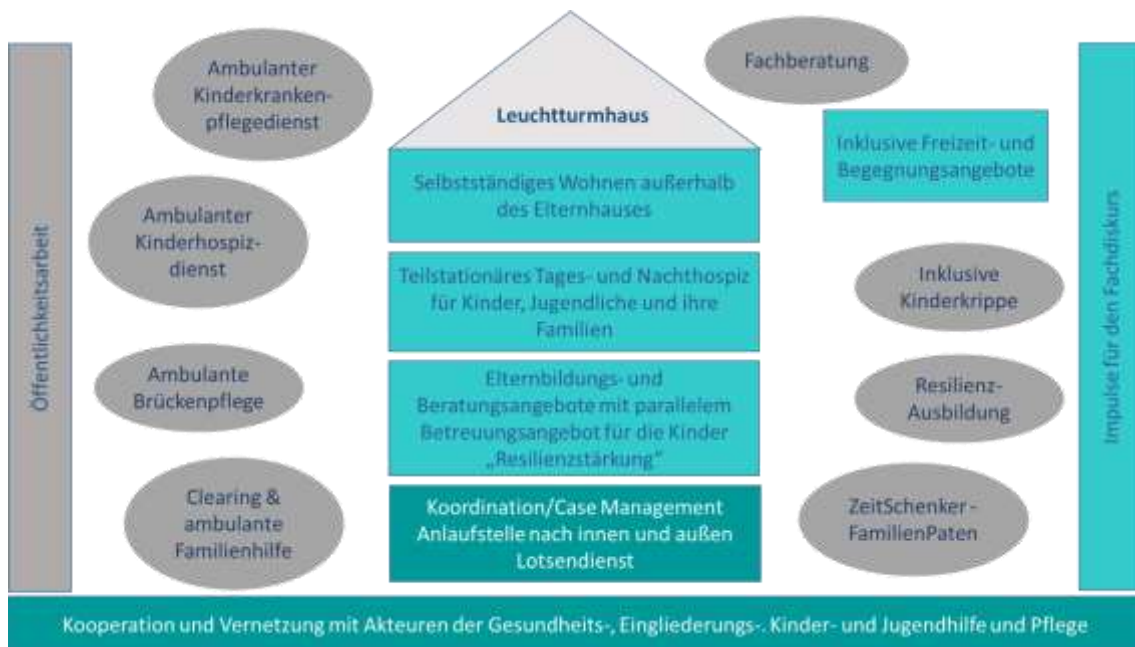 Öffentlichkeitsarbeit
Ambulanter
Kinderkranken-
pflegedienst
Ambulanter
Kinderhospiz-
dienst
Ambulante
Brückenpflege
Clearing &
ambulante
Familienhilfe
Leuchtturmhaus
Selbstständiges Wohnen außerhalb
des Elternhauses
Teilstationäres Tages- und Nachthospiz
für Kinder, Jugendliche und ihre
Familien
Elternbildungs- und
Beratungsangebote mit parallelem
Betreuungsangebot für die Kinder
„Resilienzstärkung“
Koordination/Case Management
Anlaufstelle nach innen und außen
Lotsendienst
Fachberatung
Inklusive Freizeit- und
Begegnungsangebote
Inklusive
Kinderkrippe
Resilienz-
Ausbildung
ZeitSchenker -
FamilienPaten
Impulse für den Fachdiskurs
Kooperation und Vernetzung mit Akteuren der Gesundheits-, Eingliederungs-. Kinder- und Jugendhilfe und Pflege